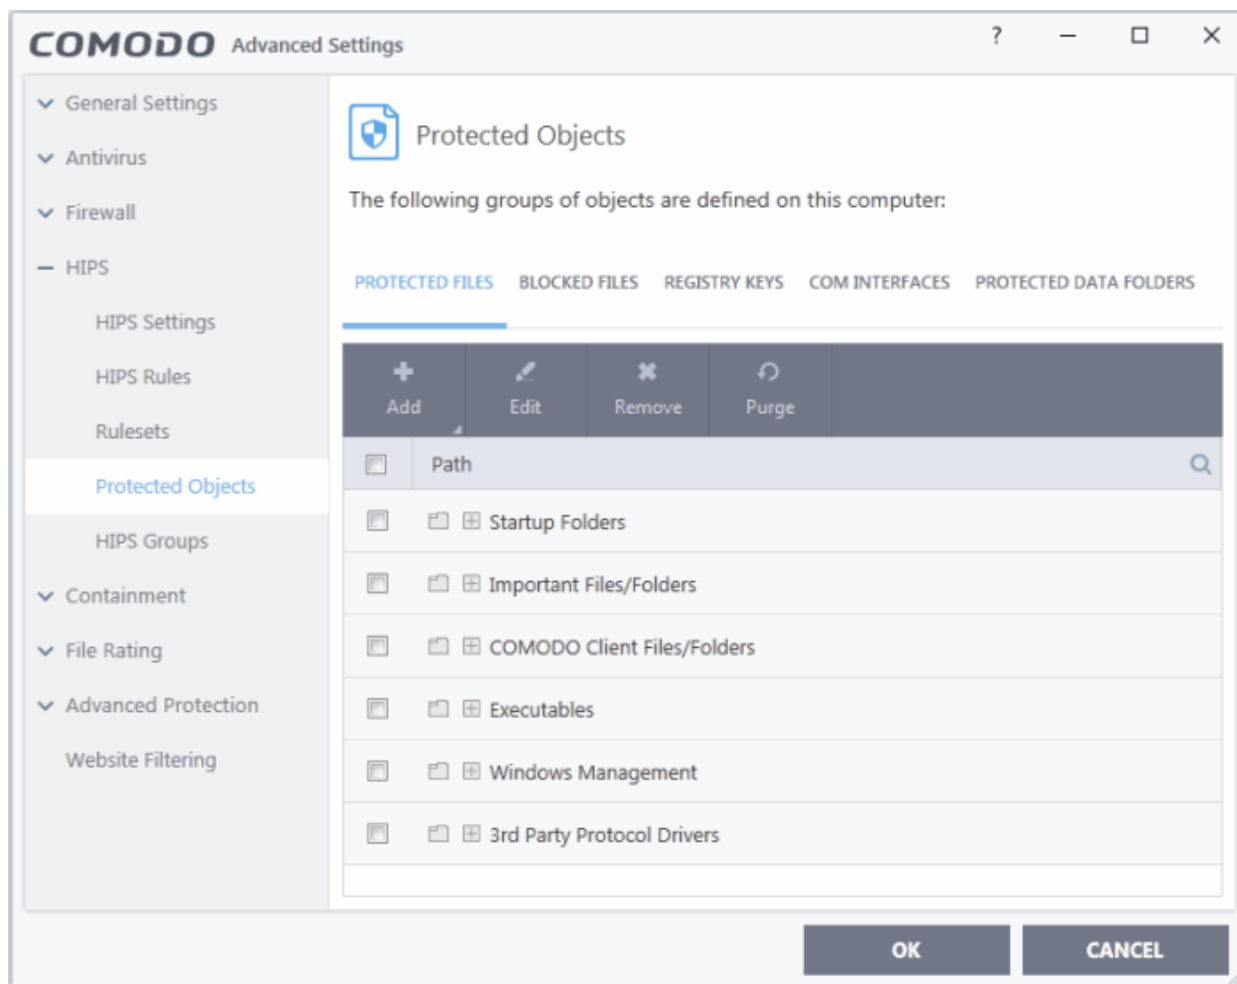 COMODO Advanced Settings
?
General Settings
Antivirus
Firewall
HIPS
HIPS Settings
HIPS Rules
Rulesets
Protected Objects
HIPS Groups
Containment
File Rating
Advanced Protection
Website Filtering
Protected Objects
The following groups of objects are defined on this computer:
PROTECTED FILES BLOCKED FILES REGISTRY KEYS COM INTERFACES PROTECTED DATA FOLDERS
Add Edit Remove Purge
Path
Startup Folders
Important Files/Folders
COMODO Client Files/Folders
Executables
Windows Management
3rd Party Protocol Drivers
OK CANCEL